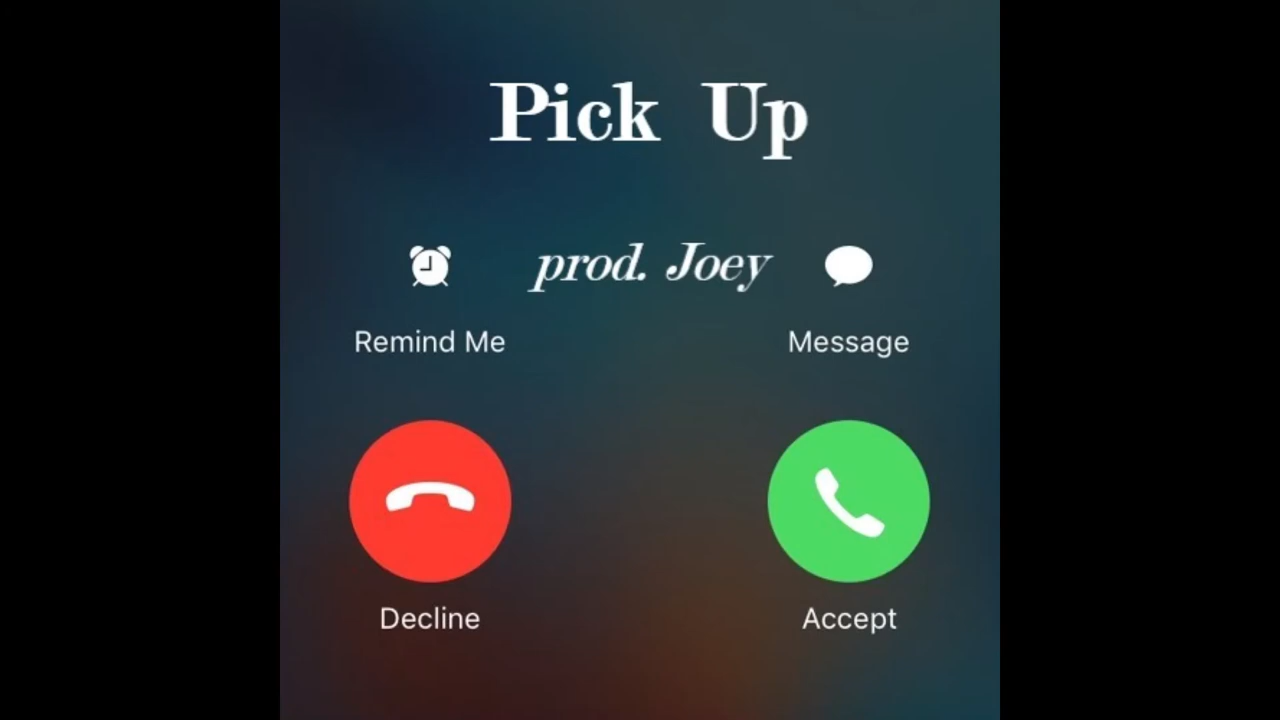 Pick Up
prod. Joey
Remind Me
Message
Decline
Accept